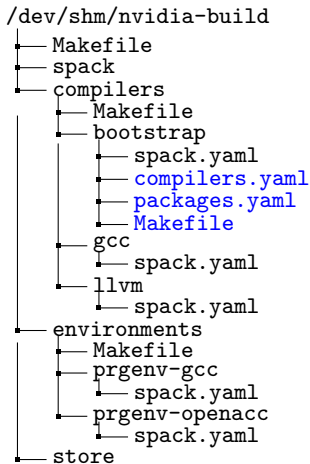 /dev/shm/nvidia-build
Makefile
spack
compilers
Makefile
bootstrap
spack.yaml
compilers.yaml
packages.yaml
Makefile
gcc
spack.yaml
llvm
spack.yaml
environments
Makefile
prgenv-gcc
spack.yaml
prgenv-openacc
spack.yaml
store